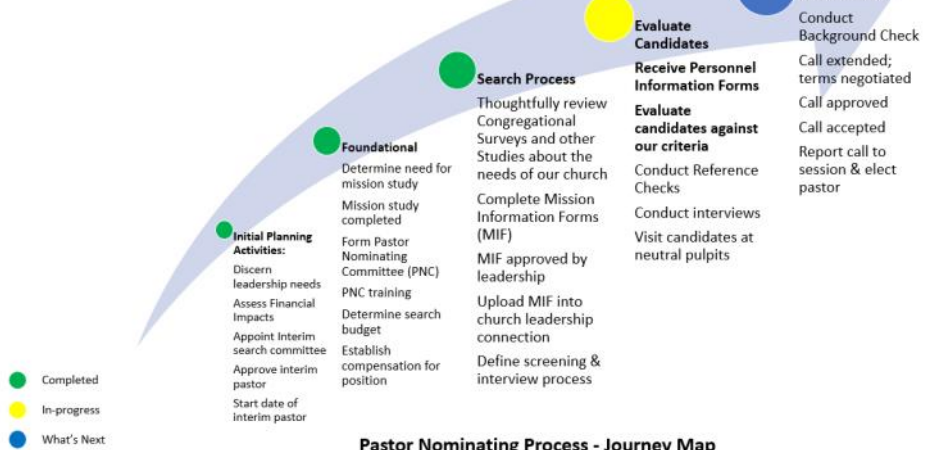 Initial Planning
Activities:
Discern
leadership needs
Assess Financial
Impacts
Appoint Interim
search committee
Approve interim
pastor
Start date of
interim pastor
Foundational
Determine need for
mission study
Mission study
completed
Form Pastor
Nominating
Committee (PNC)
PNC training
Determine search
budget
Establish
compensation for
position
Search Process
Thoughtfully review
Congregational
Surveys and other
Studies about the
needs of our church
Complete Mission
Information Forms
(MIF)
MIF approved by
leadership
Upload MIF into
church leadership
connection
Define screening &
interview process
Evaluate
Candidates
Receive Personnel
Information Forms
Evaluate
candidates against
our criteria
Conduct Reference
Checks
Conduct interviews
Visit candidates at
neutral pulpits
Conduct
Background Check
Call extended;
terms negotiated
Call approved
Call accepted
Report call to
session & elect
pastor
Completed
In-progress
What's Next
Pastor Nominating Process - Journey Map